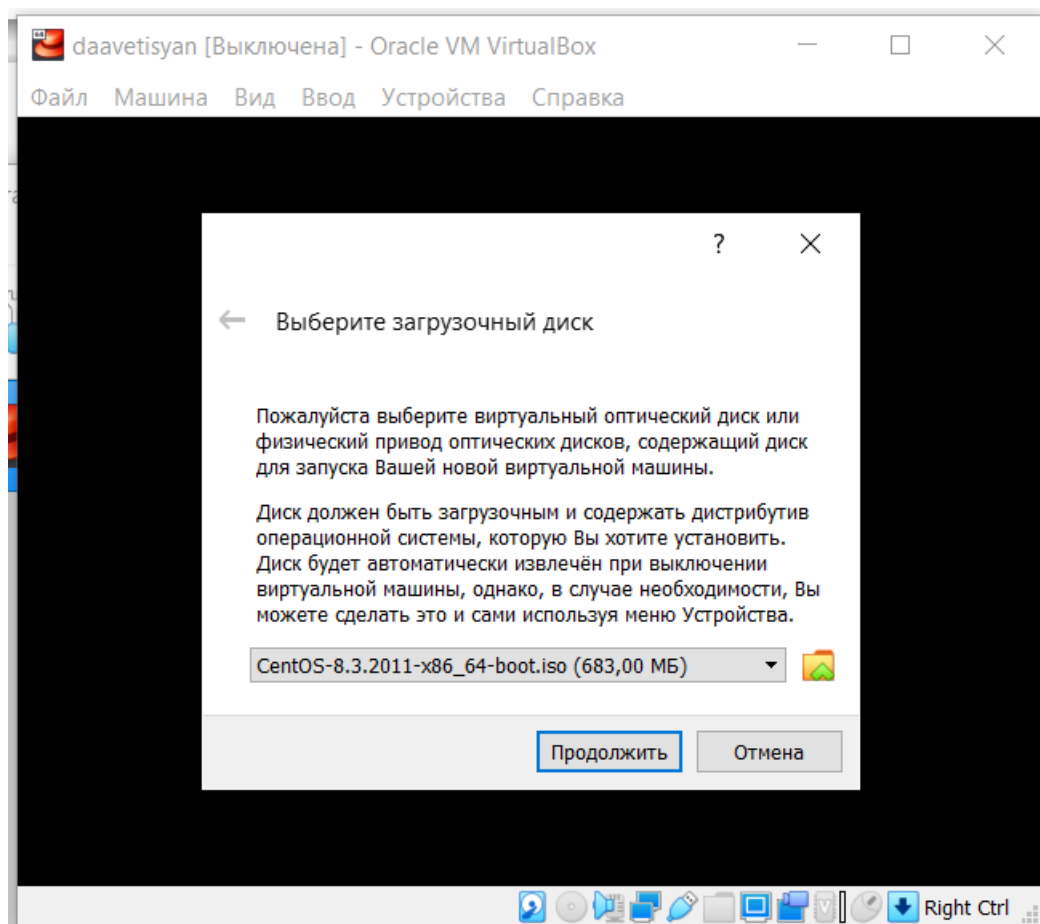 daavetisyan [Выключена] - Oracle VM VirtualBox
Файл Машина Вид Ввод Устройства Справка
?
Выберите загрузочный диск
Пожалуйста выберите виртуальный оптический диск или
физический привод оптических дисков, содержащий диск
для запуска Вашей новой виртуальной машины.
Диск должен быть загрузочным и содержать дистрибутив
операционной системы, которую Вы хотите установить.
Диск будет автоматически извлечён при выключении
виртуальной машины, однако, в случае необходимости, Вы
можете сделать это и сами используя меню Устройства.
CentOS-8.3.2011-x86_64-boot.iso (683,00 МБ)
Продолжить Отмена
Right Ctrl